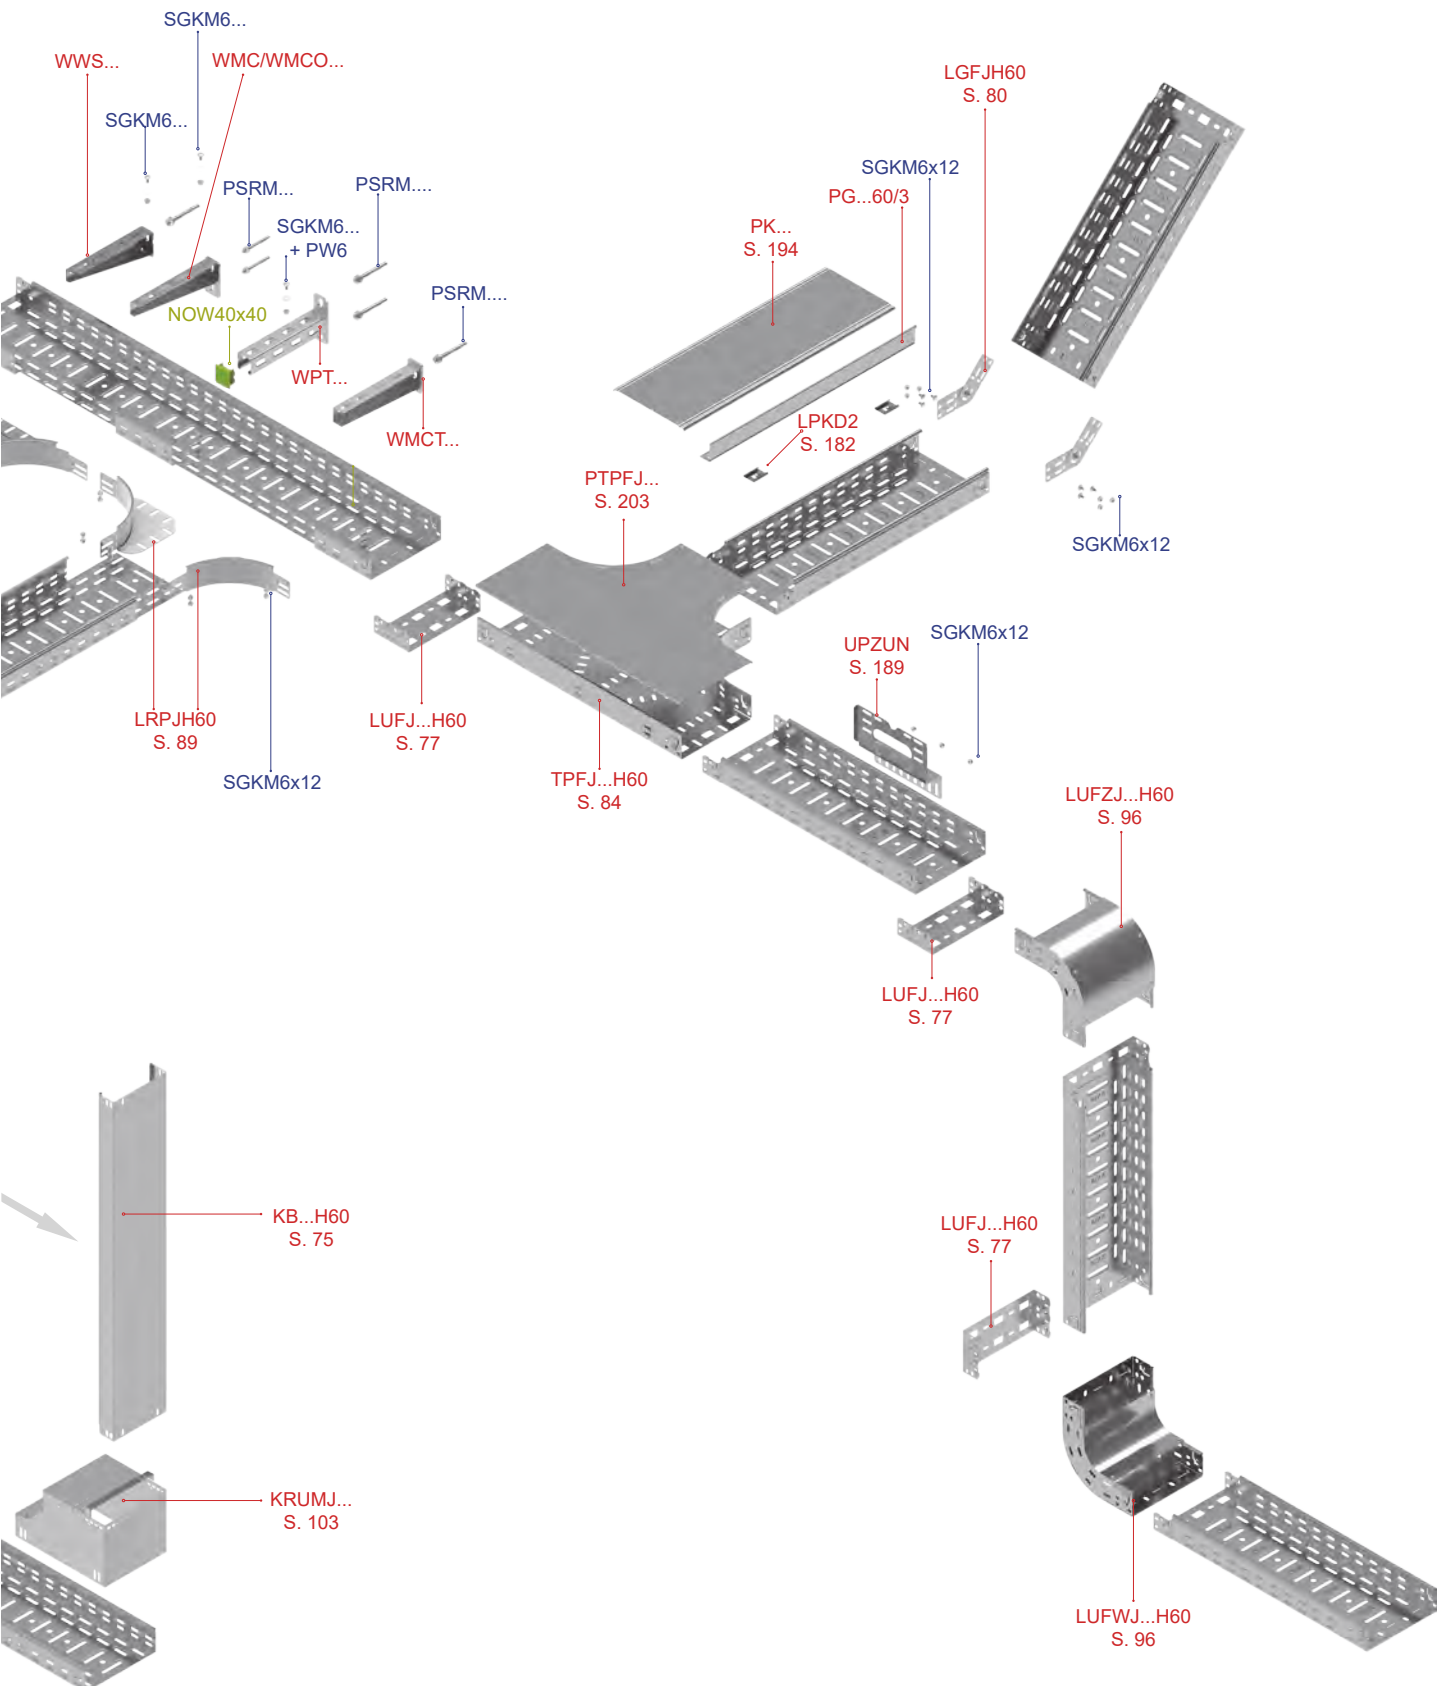 SGKM6...
WWS...
WMC/WMCO...
SGKM6...
LGFJH60
S. 80
SGKM6x12
PG...60/3
PSRM...
PSRM....
SGKM6...
+ PW6
PK...
S. 194
PSRM....
NOW40x40
WPT...
WMCT...
LPKD2
S. 182
PTPFJ...
S. 203
SGKM6x12
SGKM6x12
UPZUN
S. 189
LRPJH60
S. 89
LUFJ...H60
S. 77
SGKM6x12
TPFJ...H60
S. 84
LUFZJ...H60
S. 96
LUFJ...H60
S. 77
KB...H60
S. 75
LUFJ...H60
S. 77
KRUMJ...
S. 103
LUFWJ...H60
S. 96